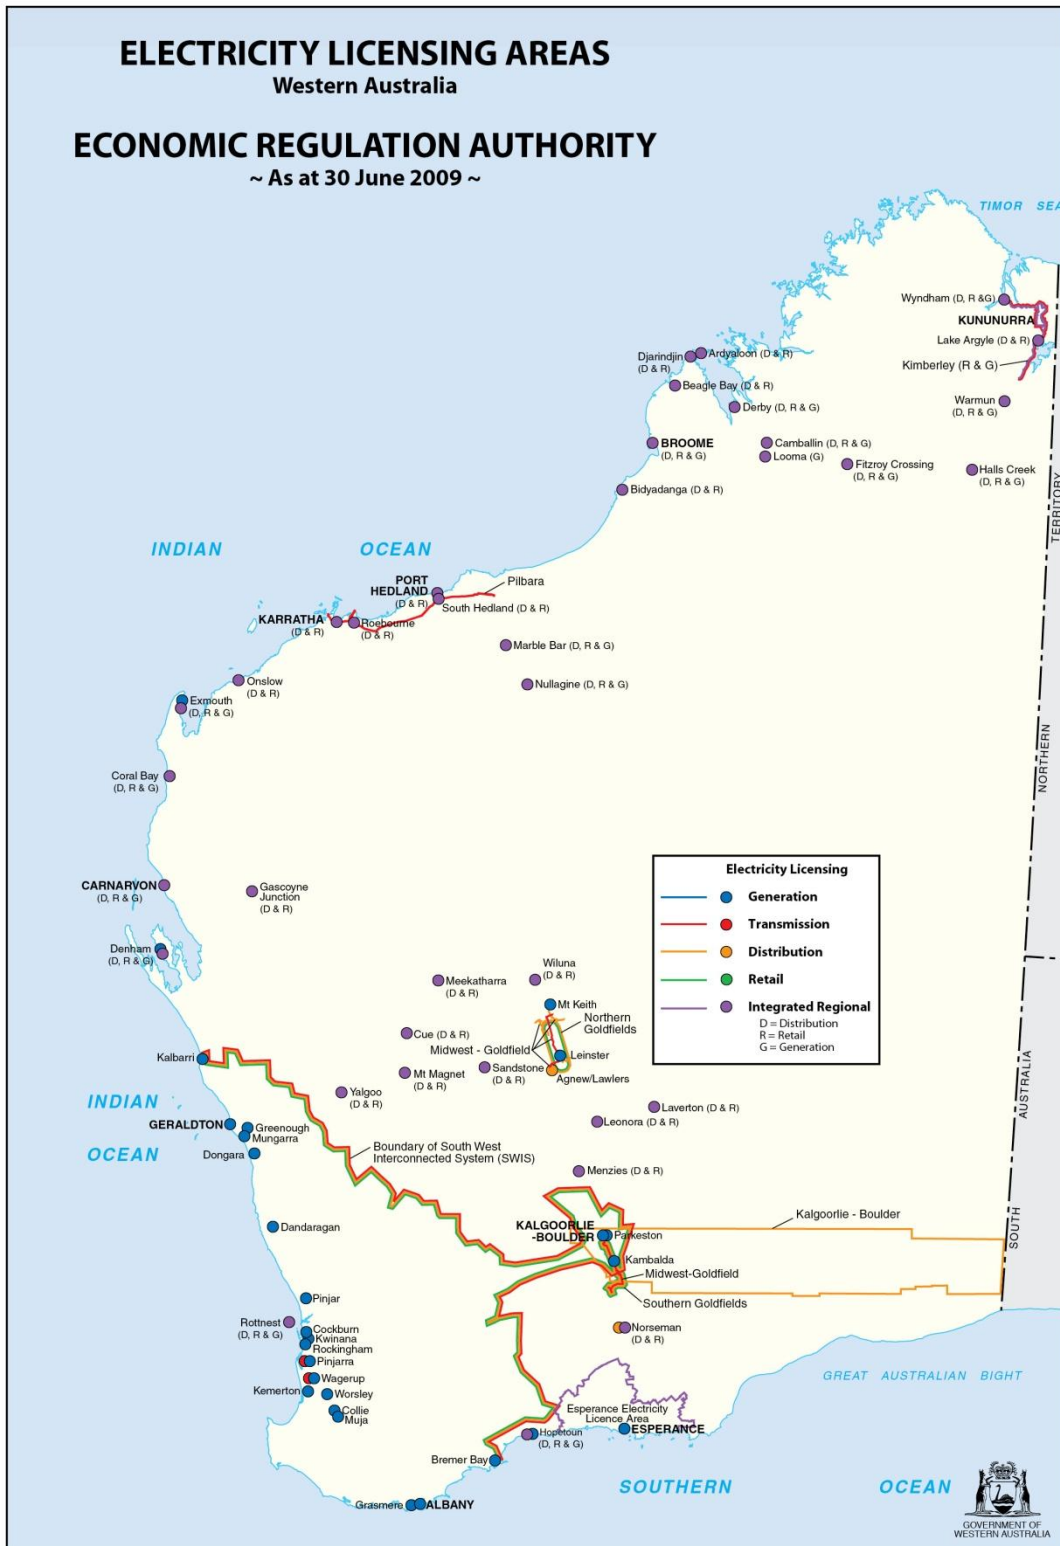 ELECTRICITY LICENSING AREAS
Western Australia
ECONOMIC REGULATION AUTHORITY
~ As at 30 June 2009 ~
TIMOR SEA
Wyndham (D, R &G)
KUNUNURRA
Lake Argyle (D & R)
Kimberley (R & G)
Warmun
(D, R & G)
Djarindjin
(D & R)
Ardyaloon (D & R)
Beagle Bay (D & R)
Derby (D, R & G)
BROOME
(D, R & G)
Camballin (D, R & G)
Looma (G)
Fitzroy Crossing
(D, R & G)
Halls Creek
(D, R & G)
Bidyadanga (D & R)
INDIAN OCEAN
PORT
HEDLAND
(D & R)
Pilbara
South Hedland (D & R)
KARRATHA
(D & R)
Roebourne
(D & R)
Marble Bar (D, R & G)
Nullagine (D, R & G)
Onslow
(D & R)
Exmouth
(D, R & G)
Coral Bay
(D, R & G)
NORTHERN TERRITORY
CARNARVON
(D, R & G)
Gascoyne
Junction
(D & R)
Denham
(D, R & G)
Electricity Licensing
Generation
Transmission
Distribution
Retail
Integrated Regional
D = Distribution
R = Retail
G = Generation
Meekatharra
(D & R)
Wiluna
(D & R)
Mt Keith
Northern
Goldfields
Cue (D & R)
Midwest - Goldfield
Leinster
Mt Magnet
(D & R)
Sandstone
(D & R)
Agnew/Lawlers
Kalbarri
Yalgoo
(D & R)
Laverton (D & R)
Leonora (D & R)
INDIAN
OCEAN
GERALDTON
Greenough
Mungarra
Dongara
Boundary of South West
Interconnected System (SWIS)
Menzies (D & R)
SOUTH AUSTRALIA
Dandaragan
KALGOORLIE
-BOULDER
Parkeston
Kalgoorlie - Boulder
Kambalda
Midwest-Goldfield
Southern Goldfields
Pinjar
Rottnest
(D, R & G)
Cockburn
Kwinana
Rockingham
Pinjarra
Wagerup
Kemerton
Worsley
Collie
Muja
Norseman
(D & R)
GREAT AUSTRALIAN BIGHT
Esperance Electricity
Licence Area
ESPERANCE
Hopetoun
(D, R & G)
Bremer Bay
Grasmere
ALBANY
SOUTHERN OCEAN
GOVERNMENT OF
WESTERN AUSTRALIA